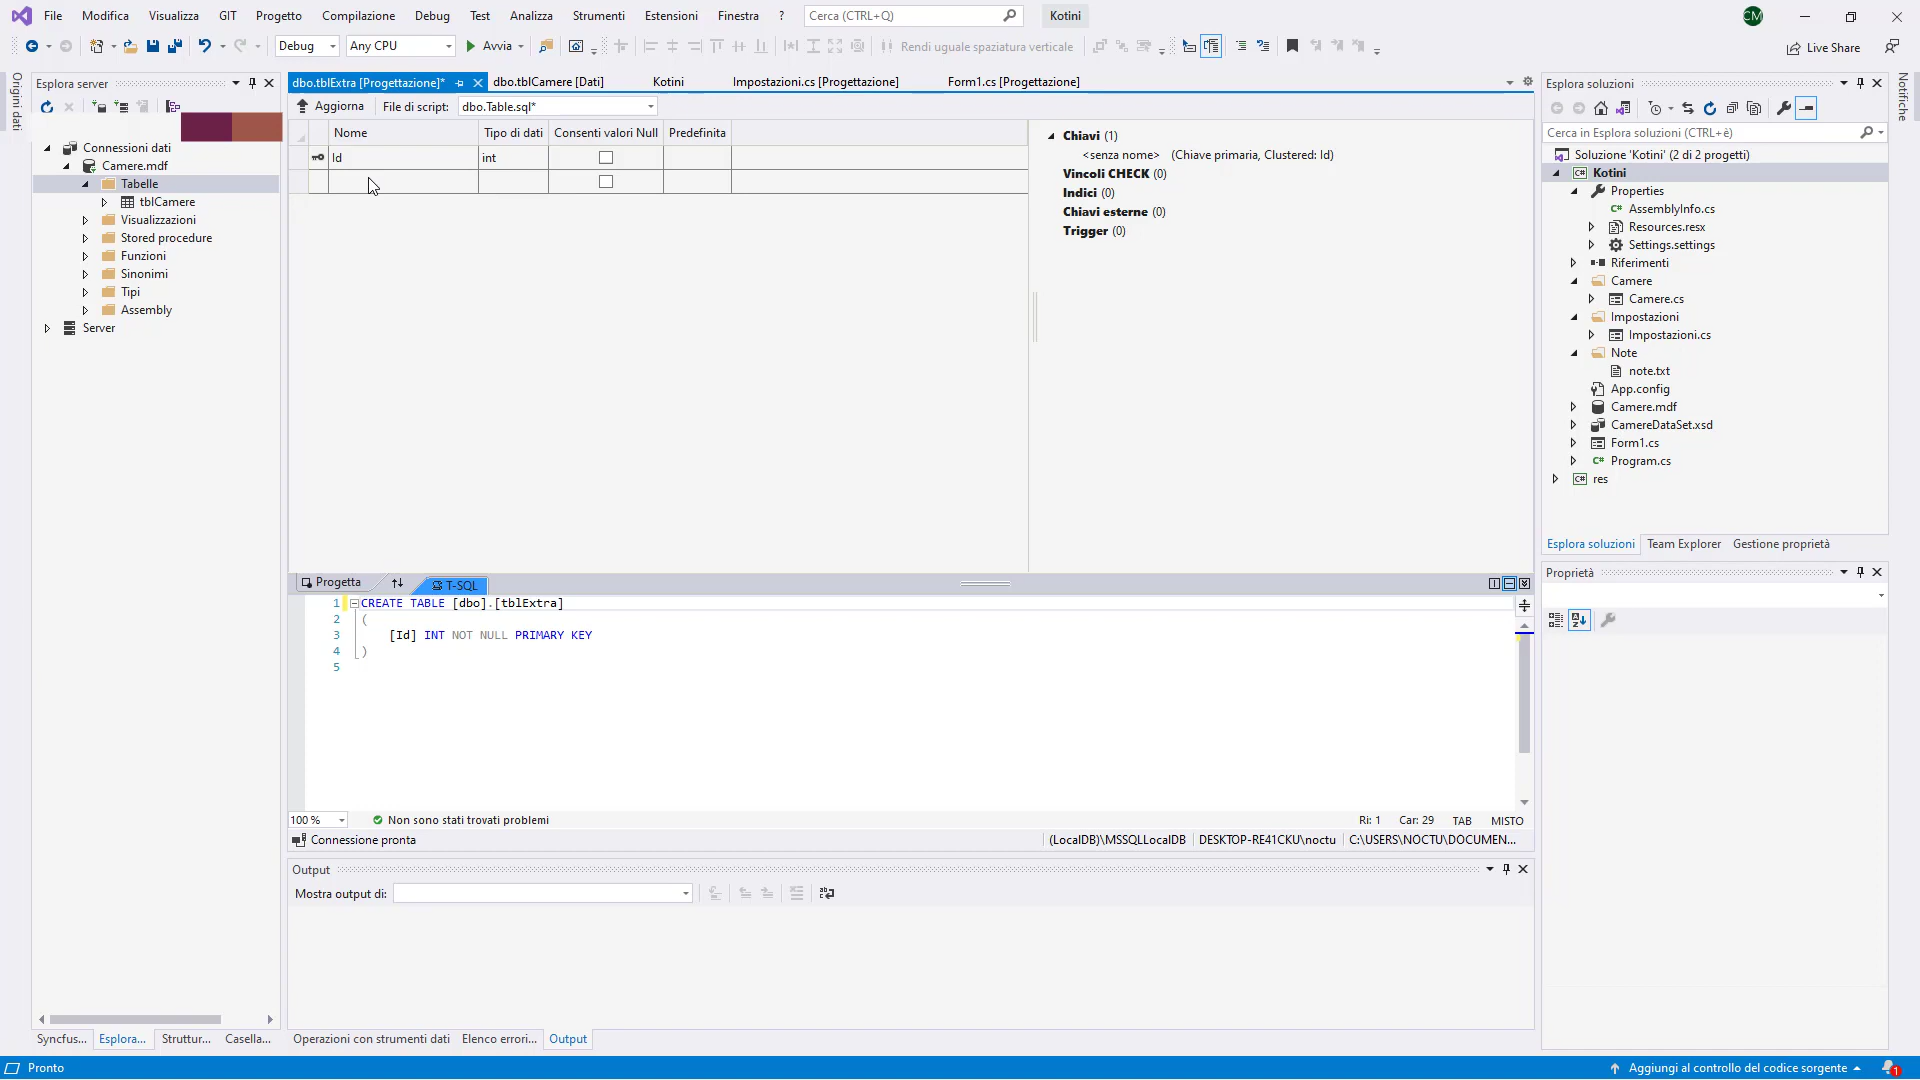 File Modifica Visualizza GIT Progetto Compilazione Debug Test Analizza Strumenti Estensioni Finestra ? Cerca (CTRL+Q) Kotini CM
Debug Any CPU Avvia Rendi uguale spaziatura verticale Live Share
Origini dati
Esplora server
Connessioni dati
Camere.mdf
Tabelle
tblCamere
Visualizzazioni
Stored procedure
Funzioni
Sinonimi
Tipi
Assembly
Server
Syncfus... Esplora... Struttur... Casella...
dbo.tblExtra [Progettazione]* dbo.tblCamere [Dati] Kotini Impostazioni.cs [Progettazione] Form1.cs [Progettazione]
Aggiorna File di script: dbo.Table.sql*
Nome Tipo di dati Consenti valori Null Predefinita
Id int
Chiavi (1)
<senza nome> (Chiave primaria, Clustered: Id)
Vincoli CHECK (0)
Indici (0)
Chiavi esterne (0)
Trigger (0)
Progetta T-SQL
1 CREATE TABLE [dbo].[tblExtra]
2 (
3 [Id] INT NOT NULL PRIMARY KEY
4 )
5
100 % Non sono stati trovati problemi Ri: 1 Car: 29 TAB MISTO
Connessione pronta (LocalDB)\MSSQLLocalDB DESKTOP-RE41CKU\noctu C:\USERS\NOCTU\DOCUMEN...
Output
Mostra output di:
Operazioni con strumenti dati Elenco errori... Output
Esplora soluzioni
Cerca in Esplora soluzioni (CTRL+è)
Soluzione 'Kotini' (2 di 2 progetti)
Kotini
Properties
AssemblyInfo.cs
Resources.resx
Settings.settings
Riferimenti
Camere
Camere.cs
Impostazioni
Impostazioni.cs
Note
note.txt
App.config
Camere.mdf
CamereDataSet.xsd
Form1.cs
Program.cs
res
Esplora soluzioni Team Explorer Gestione proprietà
Proprietà
Notifiche
Pronto Aggiungi al controllo del codice sorgente 1